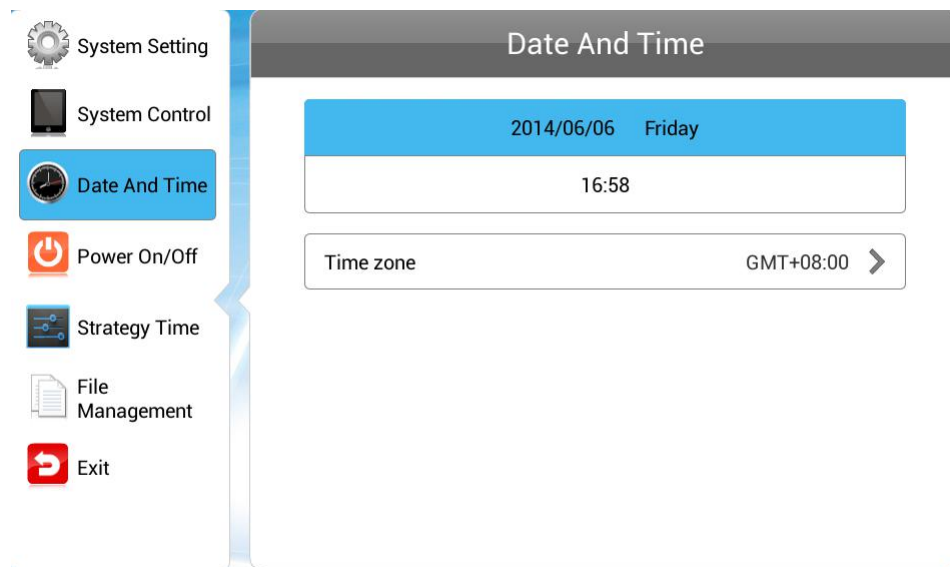 System Setting
System Control
Date And Time
Power On/Off
Strategy Time
File
Management
Exit
Date And Time
2014/06/06 Friday
16:58
Time zone GMT+08:00